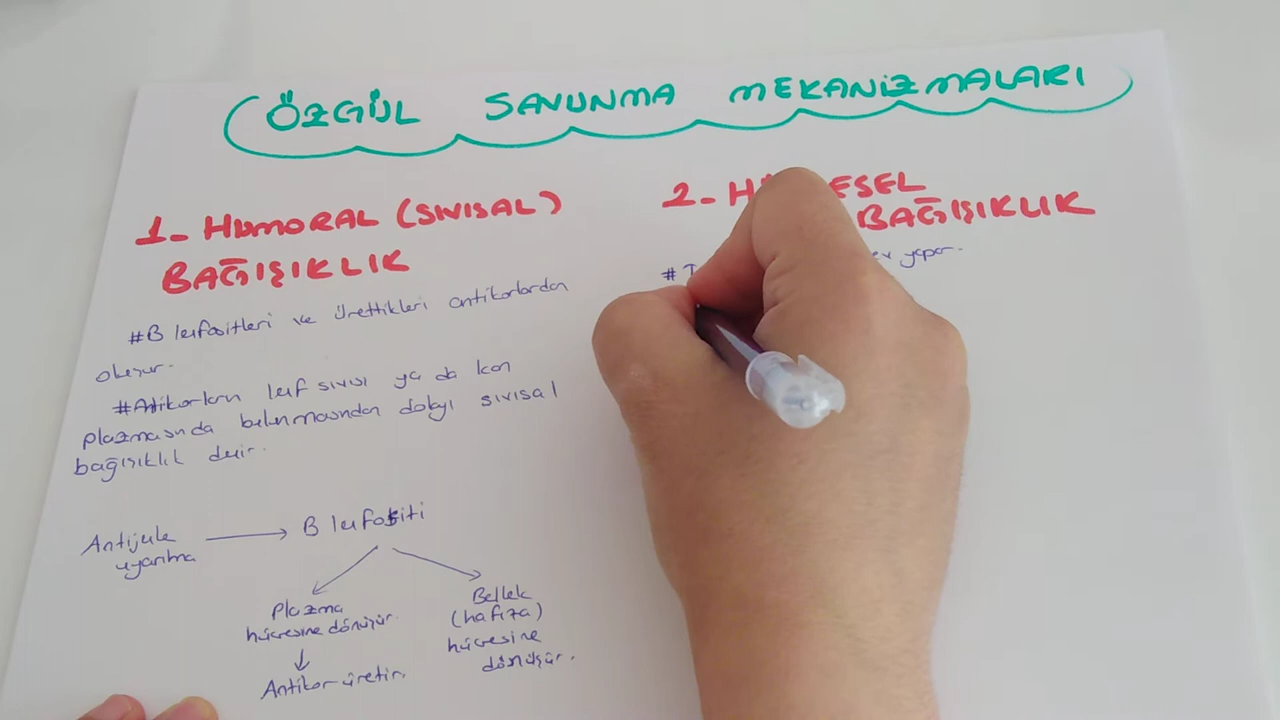 ÖZGÜL SAVUNMA MEKANİZMALARI
1- HUMORAL (SIVISAL)
BAĞIŞIKLIK
#B lenfositleri ve ürettikleri antikorlardan
oluşur.
#Antikorların lenf sıvısı ya da kan
plazmasında bulunmasından dolayı sıvısal
bağışıklık denir.
Antijenle
uyarılma
B lenfositi
Plazma
hücresine dönüşür.
Antikor üretir.
Bellek
(hafıza)
hücresine
dönüşür.
2- H ESEL
BAĞIŞIKLIK
# T yapar.